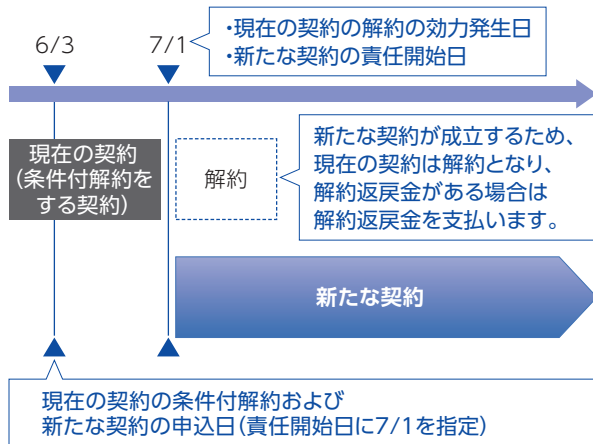 6/3
7/1
・現在の契約の解約の効力発生日
・新たな契約の責任開始日
現在の契約
(条件付解約を
する契約)
解約
新たな契約が成立するため、
現在の契約は解約となり、
解約返戻金がある場合は
解約返戻金を支払います。
新たな契約
現在の契約の条件付解約および
新たな契約の申込日(責任開始日に7/1を指定)